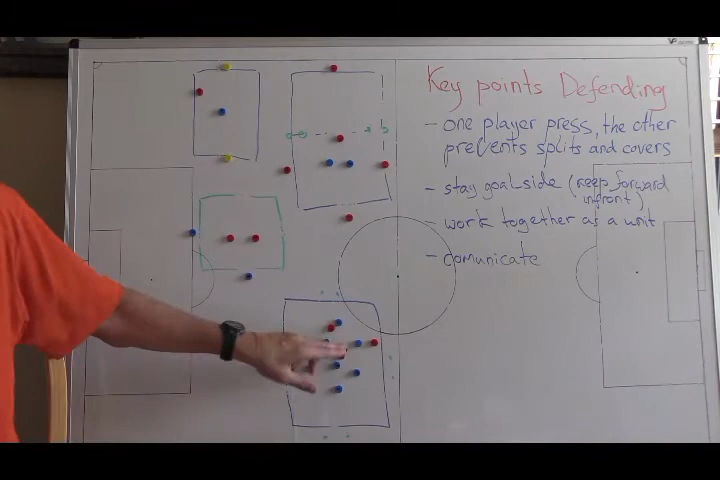 Key points Defending
- one player press, the other
prevents splits and covers
- stay goalside (keep forward
infront)
- work together as a unit
- comunicate